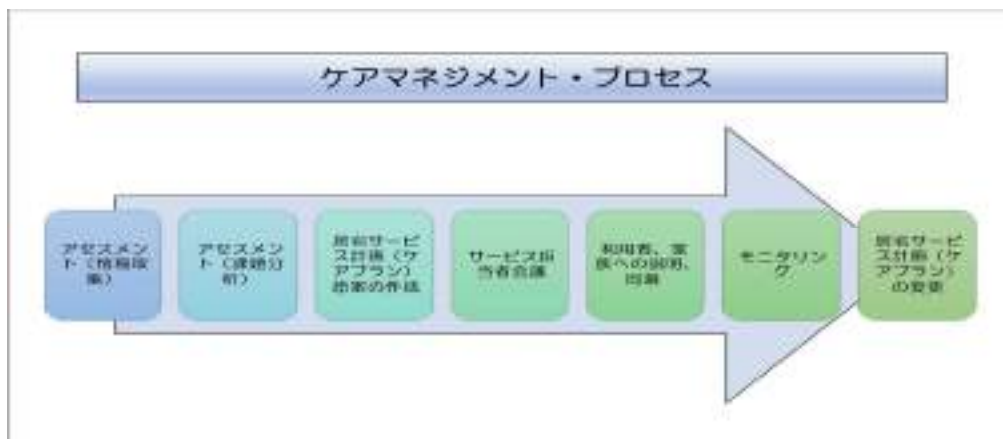 ケアマネジメント・プロセス
アセスメン
ト（情報収
集）
アセスメン
ト（課題分
析）
居宅サービ
ス計画（ケ
アプラン）
原案の作成
サービス担
当者会議
利用者、家
族への説明、
同意
モニタリン
グ
居宅サービ
ス計画（ケ
アプラン）
の変更